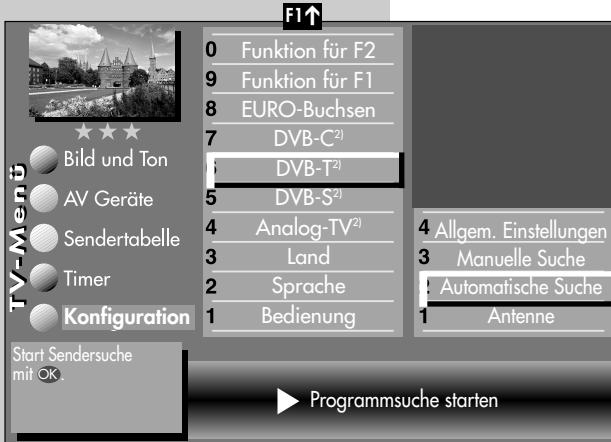 F1↑
TV-Menü
Bild und Ton
AV Geräte
Sendertabelle
Timer
Konfiguration
0 Funktion für F2
9 Funktion für F1
8 EURO-Buchsen
7 DVB-C2)
6 DVB-T2)
5 DVB-S2)
4 Analog-TV2)
3 Land
2 Sprache
1 Bedienung
4 Allgem. Einstellungen
3 Manuelle Suche
2 Automatische Suche
1 Antenne
Start Sendersuche
mit OK.
Programmsuche starten